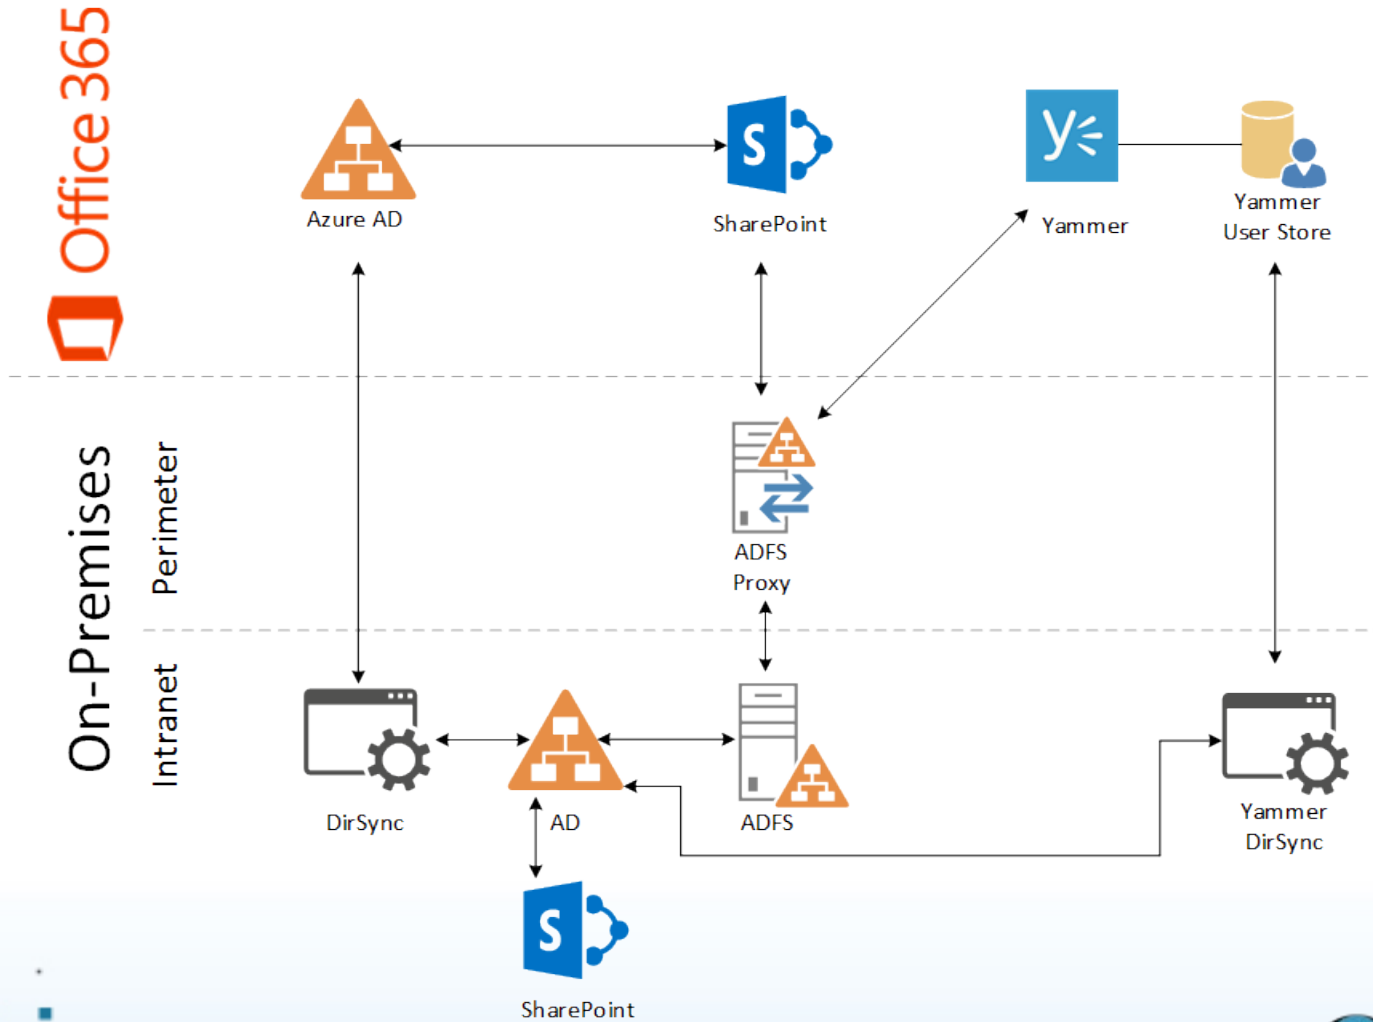 Office 365
Azure AD
SharePoint
Yammer
Yammer
User Store
On-Premises
Perimeter
ADFS
Proxy
Intranet
DirSync
AD
ADFS
Yammer
DirSync
SharePoint